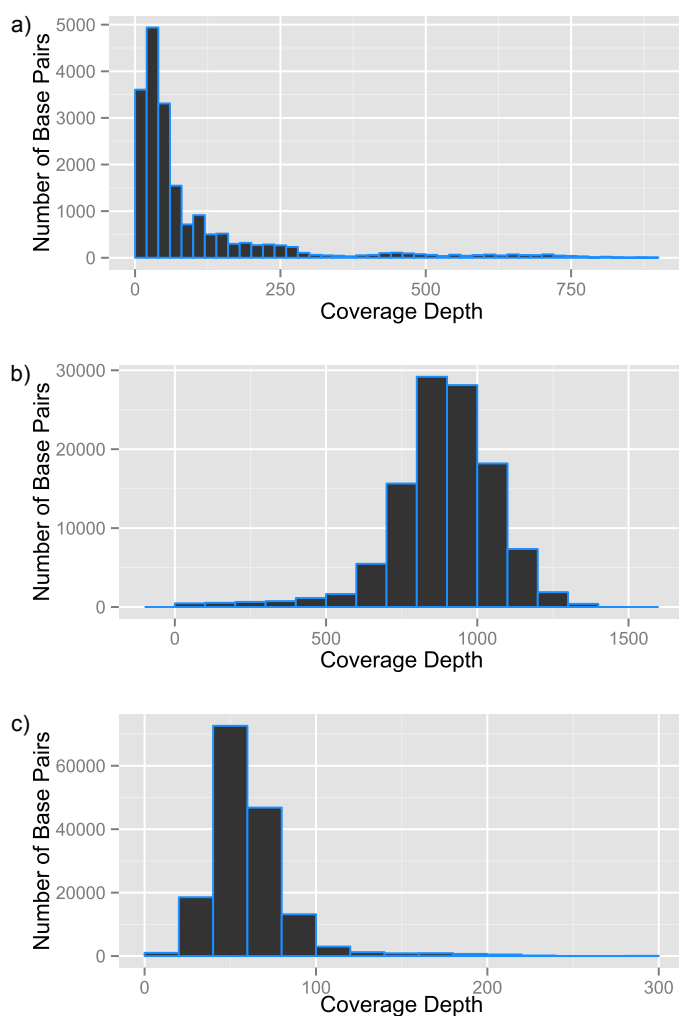 a)
Number of Base Pairs
5000
4000
3000
2000
1000
0
0 250 500 750
Coverage Depth
b)
Number of Base Pairs
30000
20000
10000
0
0 500 1000 1500
Coverage Depth
c)
Number of Base Pairs
60000
40000
20000
0
0 100 200 300
Coverage Depth